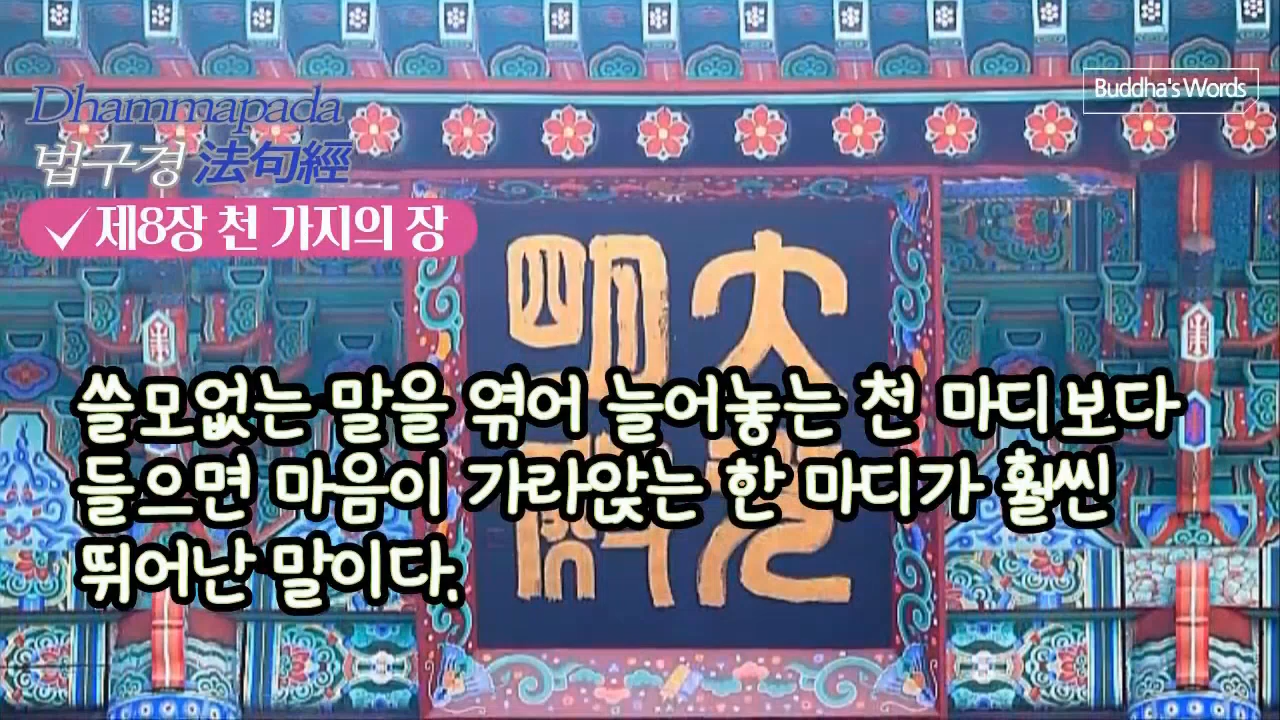 Buddha's Words
Dhammapada
법구경 法句經
제8장 천 가지의 장
大
明
쓸모없는 말을 엮어 늘어놓는 천 마디보다
들으면 마음이 가라앉는 한 마디가 훨씬
뛰어난 말이다.